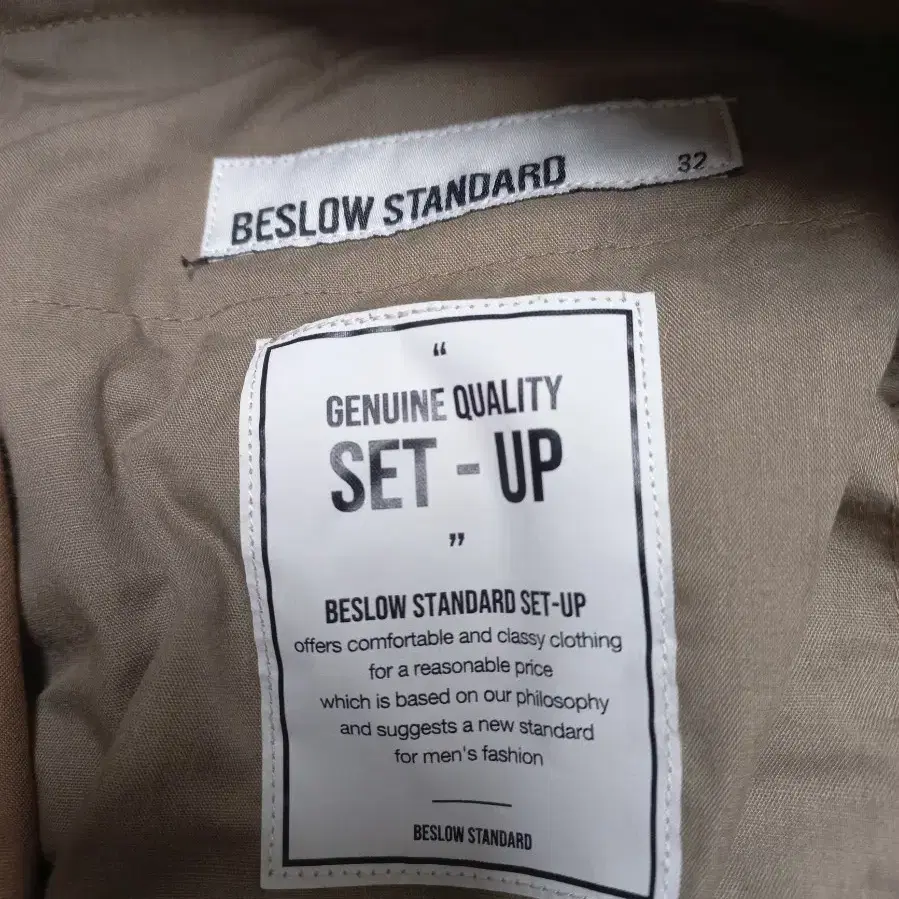 BESLOW STANDARD 32
“
GENUINE QUALITY
SET - UP
”
BESLOW STANDARD SET-UP
offers comfortable and classy clothing
for a reasonable price
which is based on our philosophy
and suggests a new standard
for men's fashion
BESLOW STANDARD